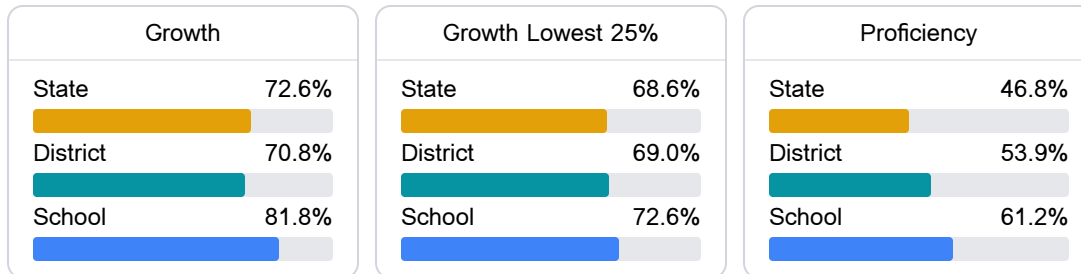 Growth
State 72.6%
District 70.8%
School 81.8%
Growth Lowest 25%
State 68.6%
District 69.0%
School 72.6%
Proficiency
State 46.8%
District 53.9%
School 61.2%